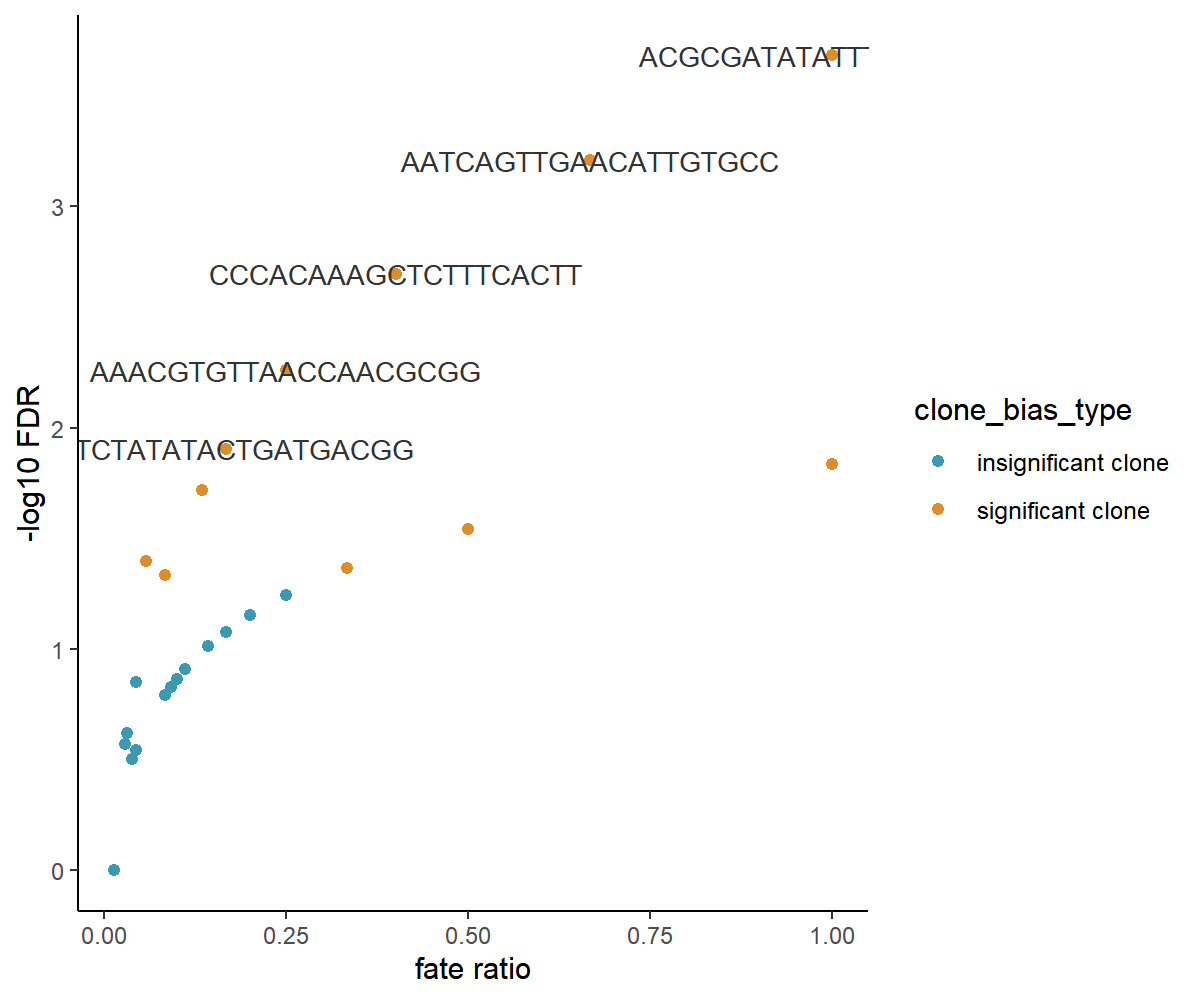 ACGCGATATATT
AATCAGTTGAACATTGTGCC
CCCACAAAGCTCTTTCACTT
AAACGTGTTAACCAACGCGG
TCTATATACTGATGACGG
3
2
1
0
-log10 FDR
0.00 0.25 0.50 0.75 1.00
fate ratio
clone_bias_type
insignificant clone
significant clone